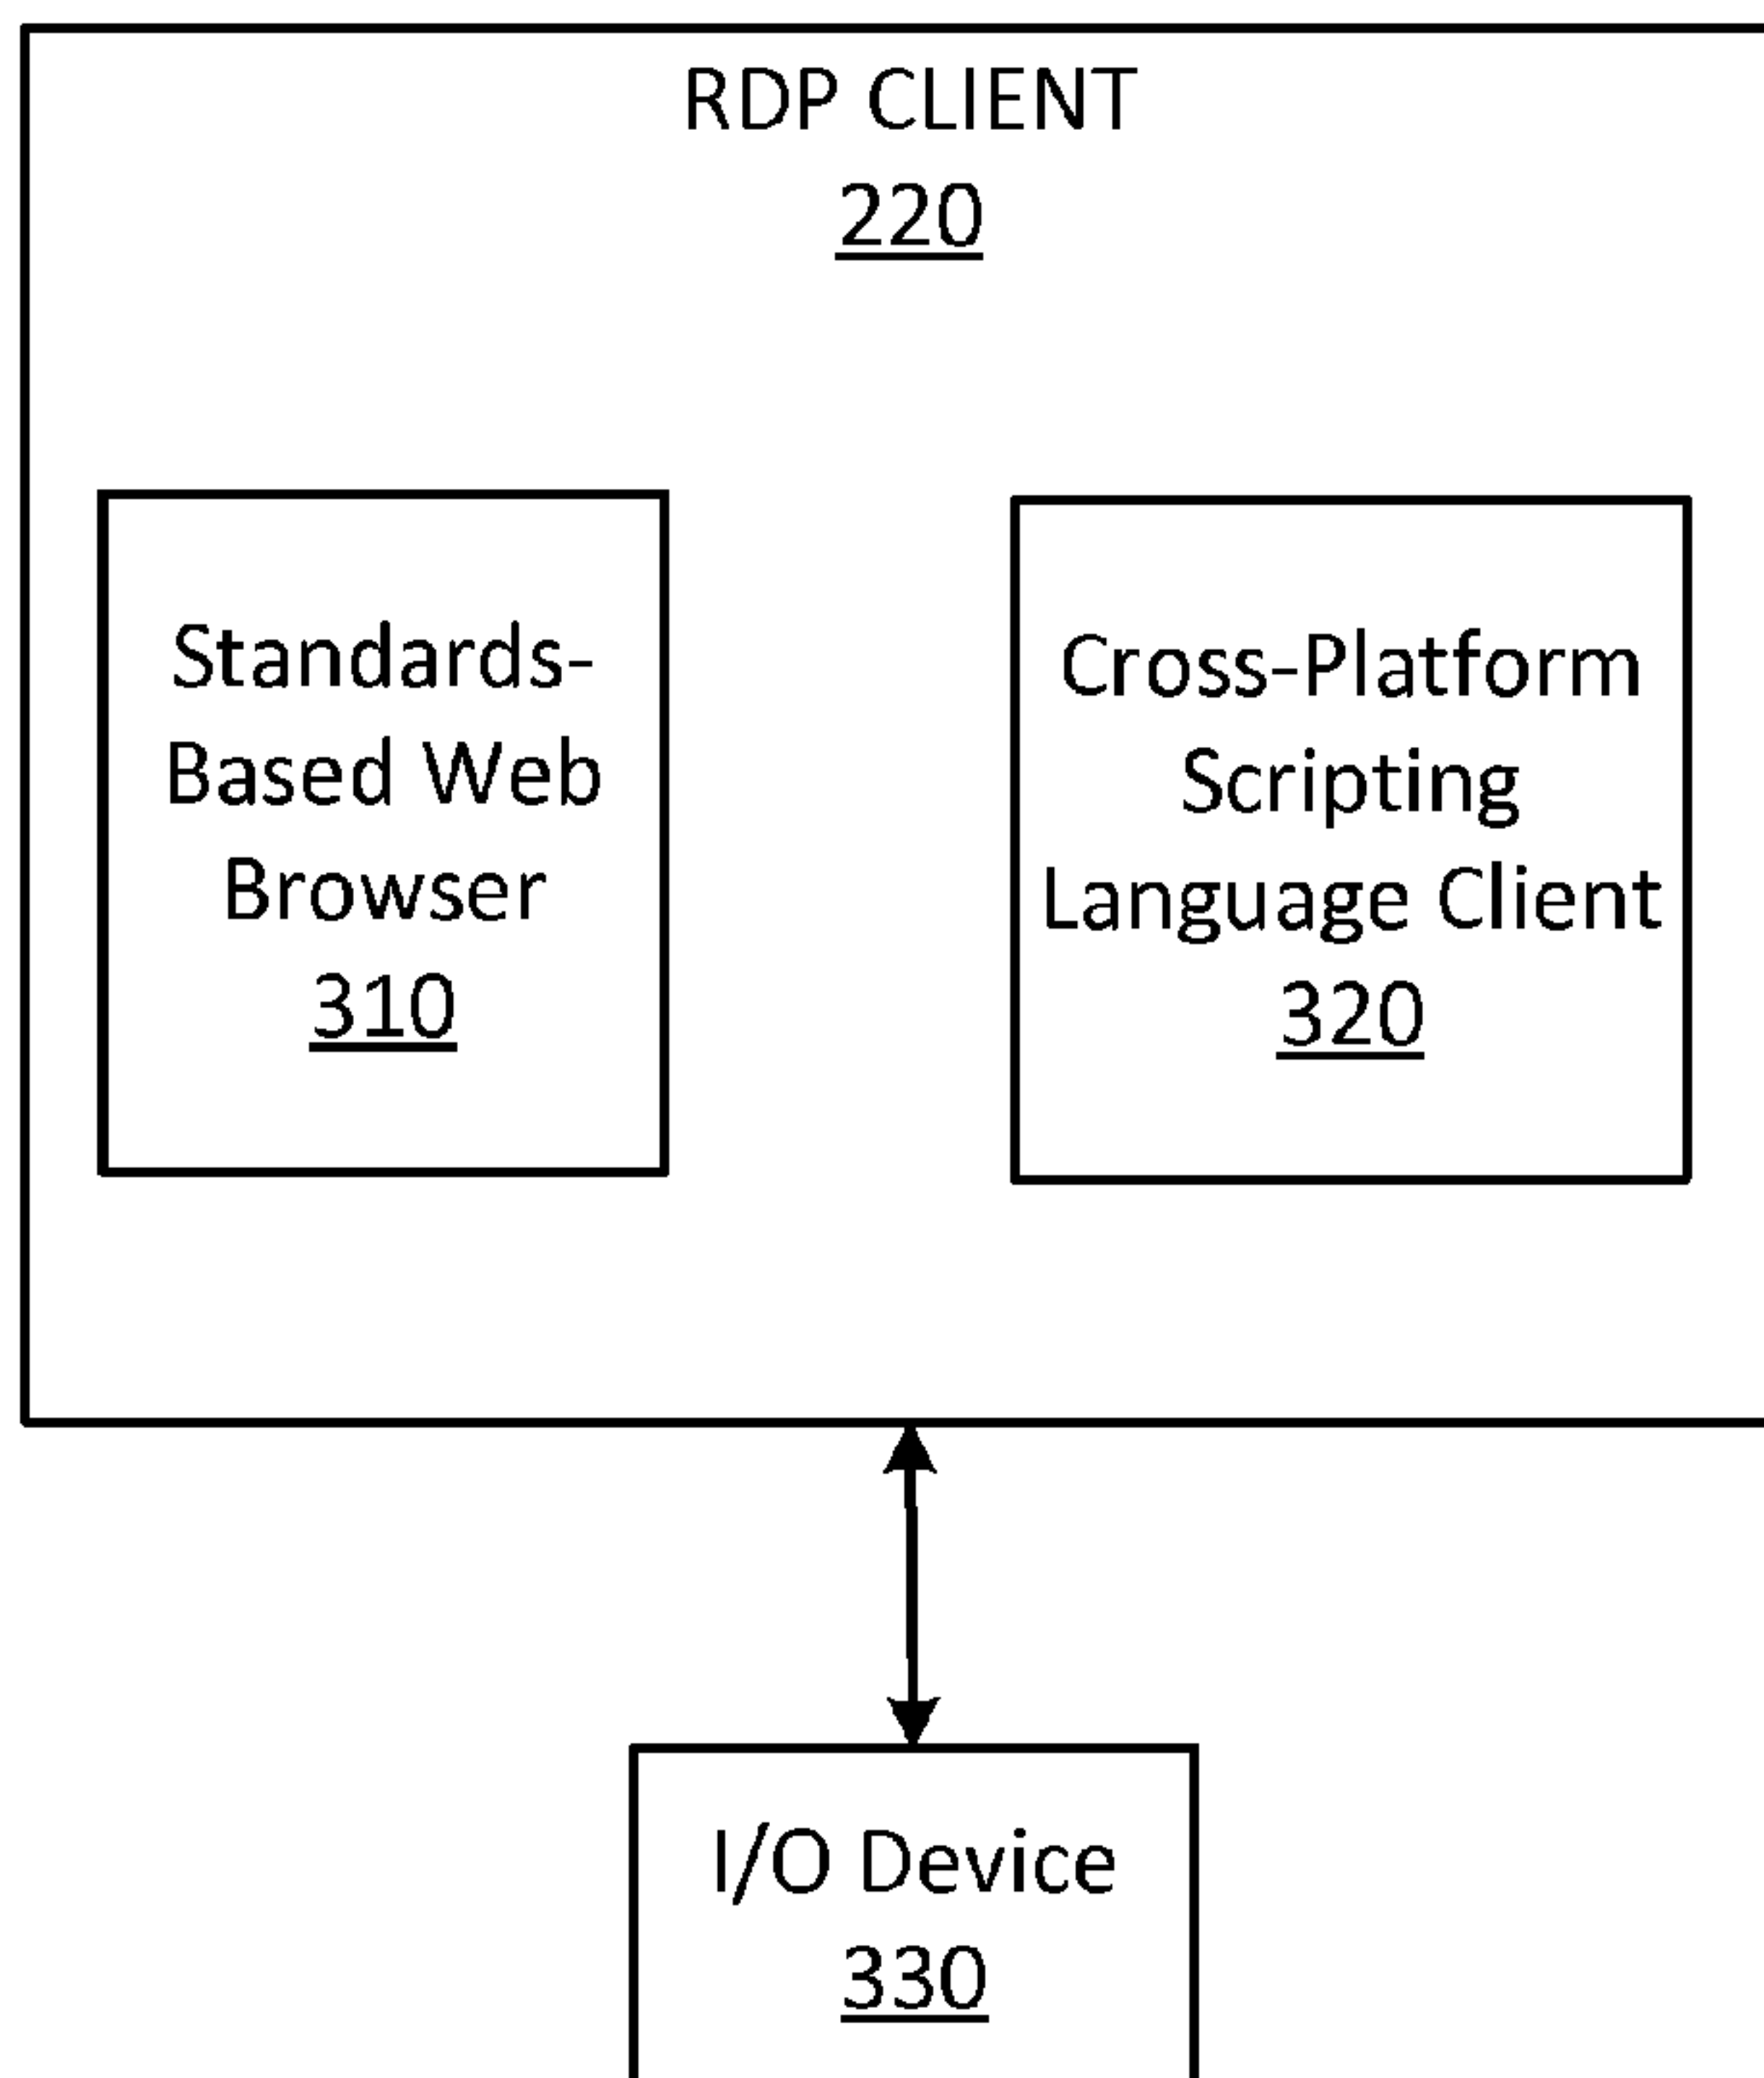 RDP CLIENT
220
Standards-
Based Web
Browser
310
Cross-Platform
Scripting
Language Client
320
I/O Device
330